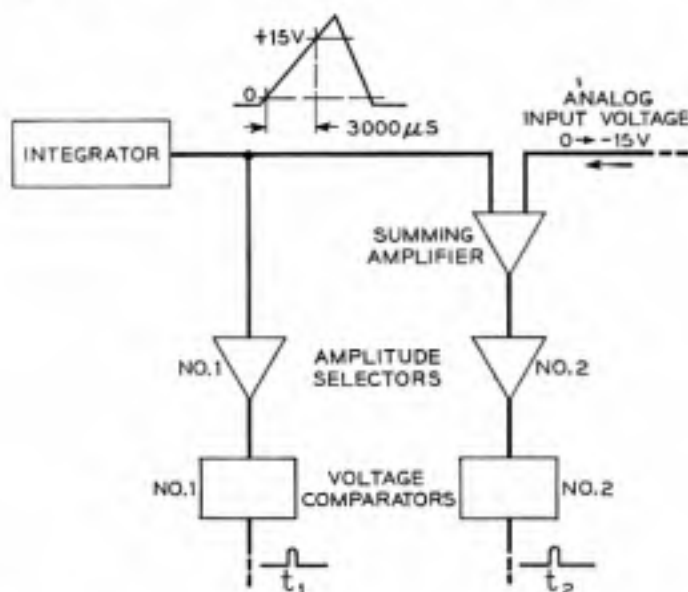 +15V
0
3000μS
ANALOG
INPUT VOLTAGE
0 → -15V
INTEGRATOR
SUMMING
AMPLIFIER
NO.1
AMPLITUDE
SELECTORS
NO.2
NO.1
VOLTAGE
COMPARATORS
NO.2
t1
t2